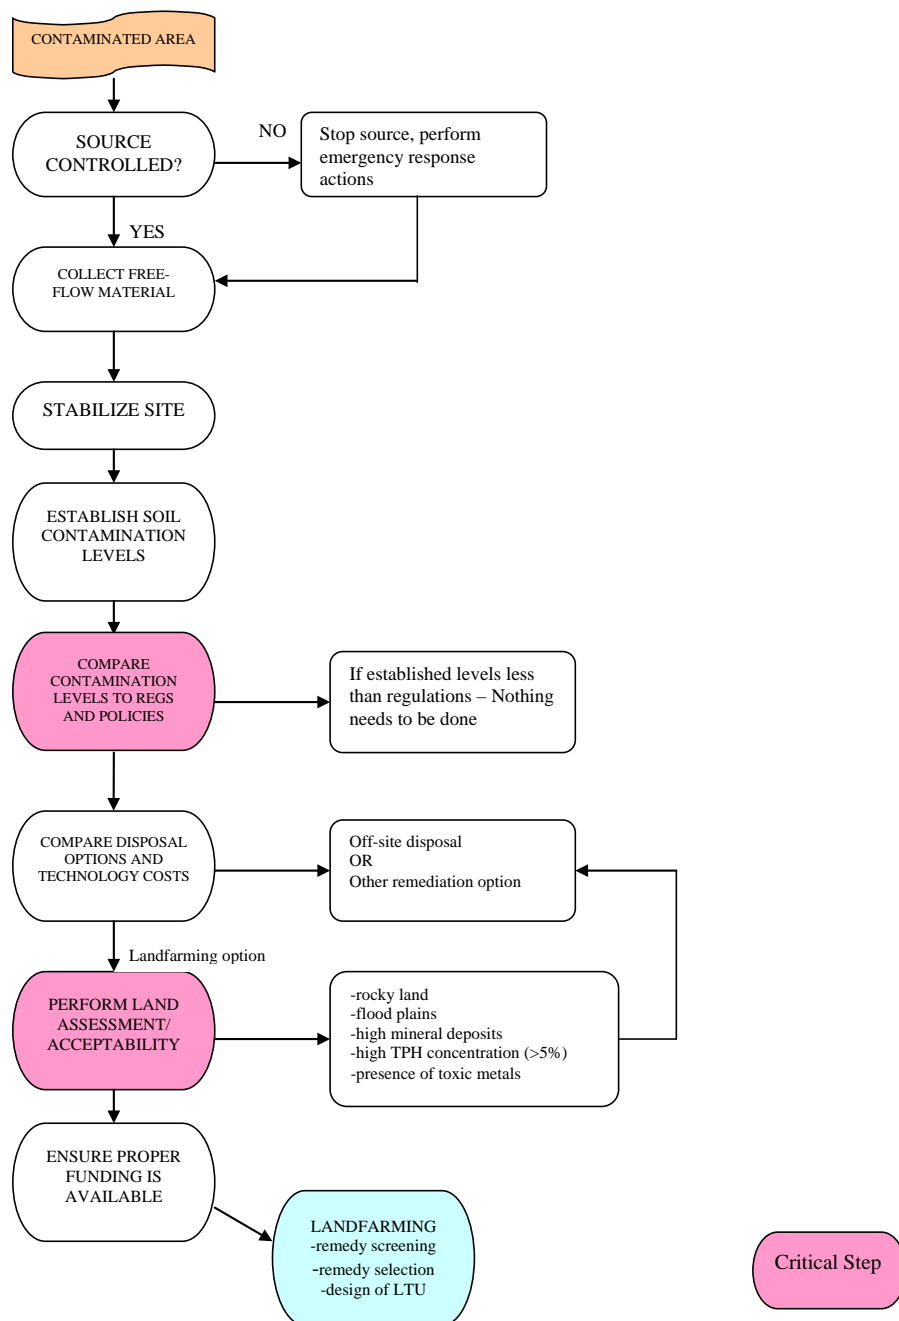 CONTAMINATED AREA
SOURCE
CONTROLLED?
NO
Stop source, perform
emergency response
actions
YES
COLLECT FREE-
FLOW MATERIAL
STABILIZE SITE
ESTABLISH SOIL
CONTAMINATION
LEVELS
COMPARE
CONTAMINATION
LEVELS TO REGS
AND POLICIES
If established levels less
than regulations – Nothing
needs to be done
COMPARE DISPOSAL
OPTIONS AND
TECHNOLOGY COSTS
Off-site disposal
OR
Other remediation option
Landfarming option
PERFORM LAND
ASSESSMENT/
ACCEPTABILITY
-rocky land
-flood plains
-high mineral deposits
-high TPH concentration (>5%)
-presence of toxic metals
ENSURE PROPER
FUNDING IS
AVAILABLE
LANDFARMING
-remedy screening
-remedy selection
-design of LTU
Critical Step